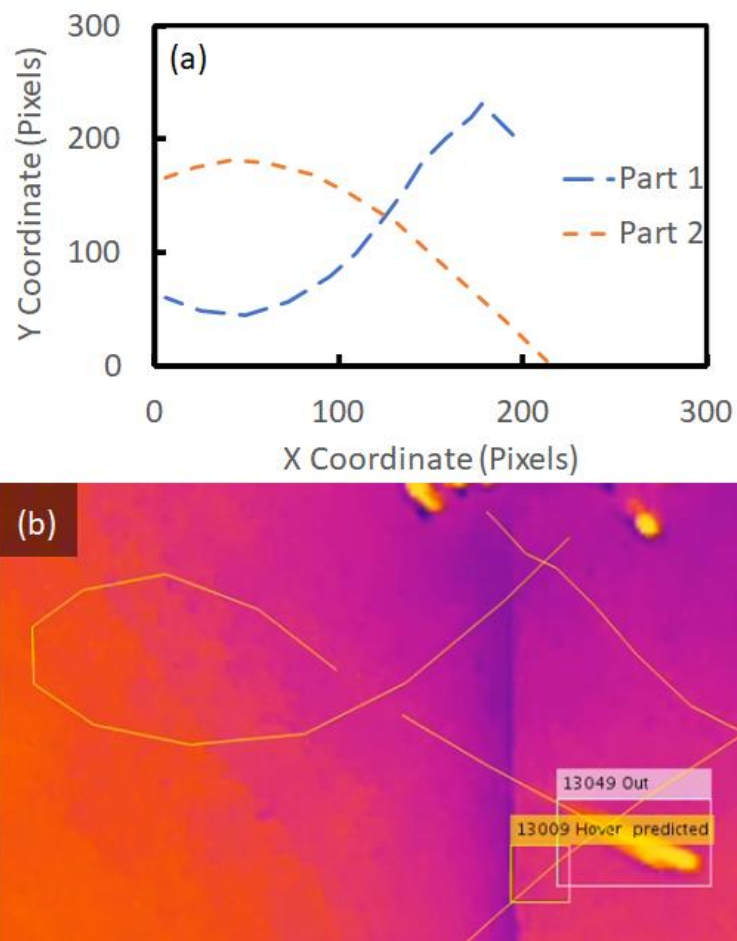 300
(a)
200
100
0
Y Coordinate (Pixels)
Part 1
Part 2
0 100 200 300
X Coordinate (Pixels)
(b)
13049 Out
13009 Hover predicted